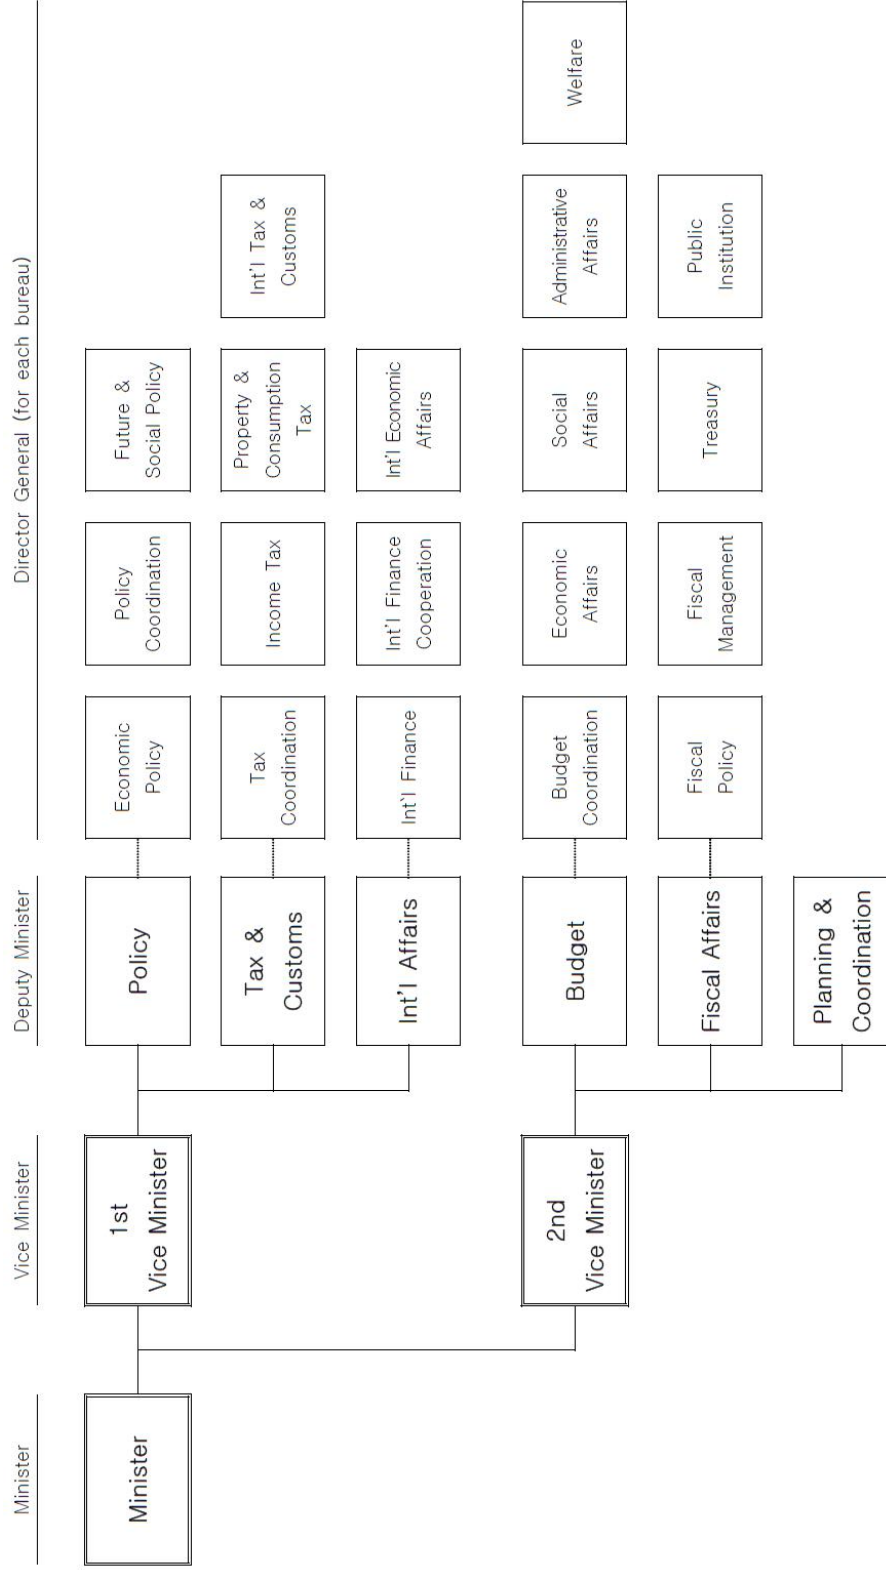 Minister
Vice Minister
Deputy Minister
Director General (for each bureau)
Minister
1st
Vice Minister
Policy
Economic
Policy
Policy
Coordination
Future &
Social Policy
Tax &
Customs
Tax
Coordination
Income Tax
Property &
Consumption
Tax
Int'l Tax &
Customs
Int'l Affairs
Int'l Finance
Int'l Finance
Cooperation
Int'l Economic
Affairs
2nd
Vice Minister
Budget
Budget
Coordination
Economic
Affairs
Social
Affairs
Administrative
Affairs
Welfare
Fiscal Affairs
Fiscal
Policy
Fiscal
Management
Treasury
Public
Institution
Planning &
Coordination